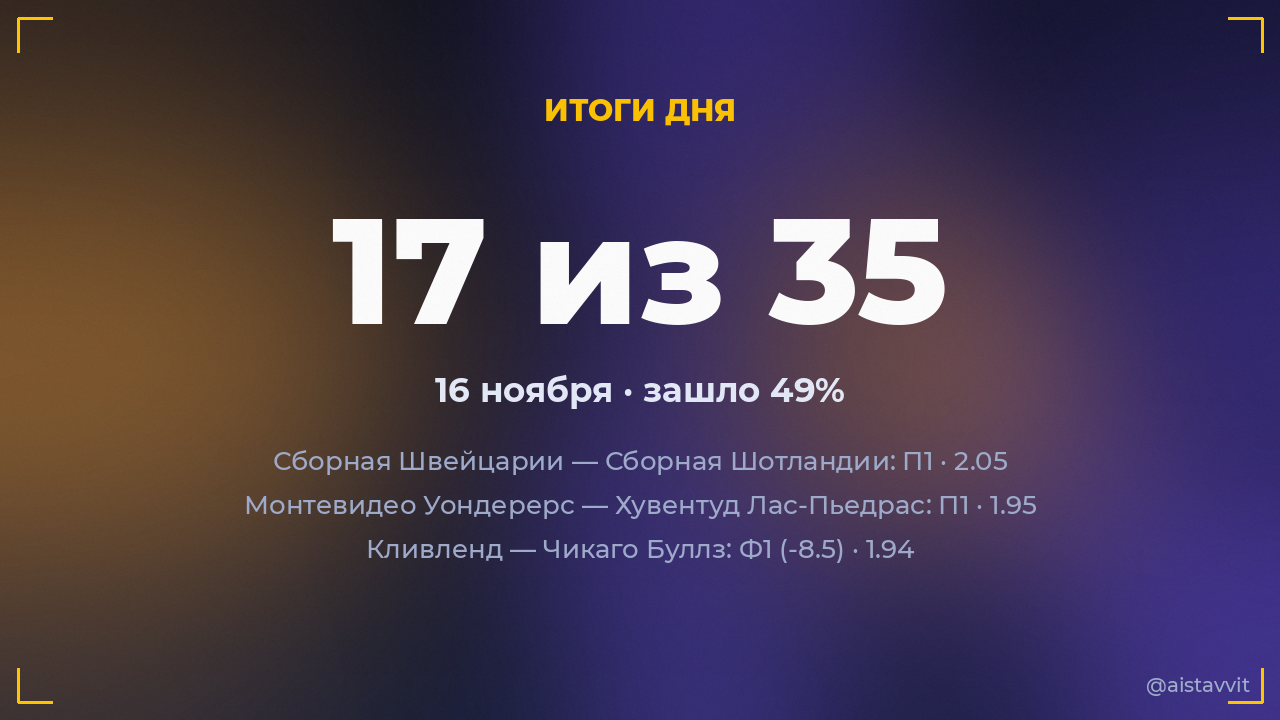 ИТОГИ ДНЯ
17 из 35
16 ноября · зашло 49%
Сборная Швейцарии — Сборная Шотландии: П1 · 2.05
Монтевидео Уондерерс — Хувентуд Лас-Пьедрас: П1 · 1.95
Кливленд — Чикаго Буллз: Ф1 (-8.5) · 1.94
@aistavvit